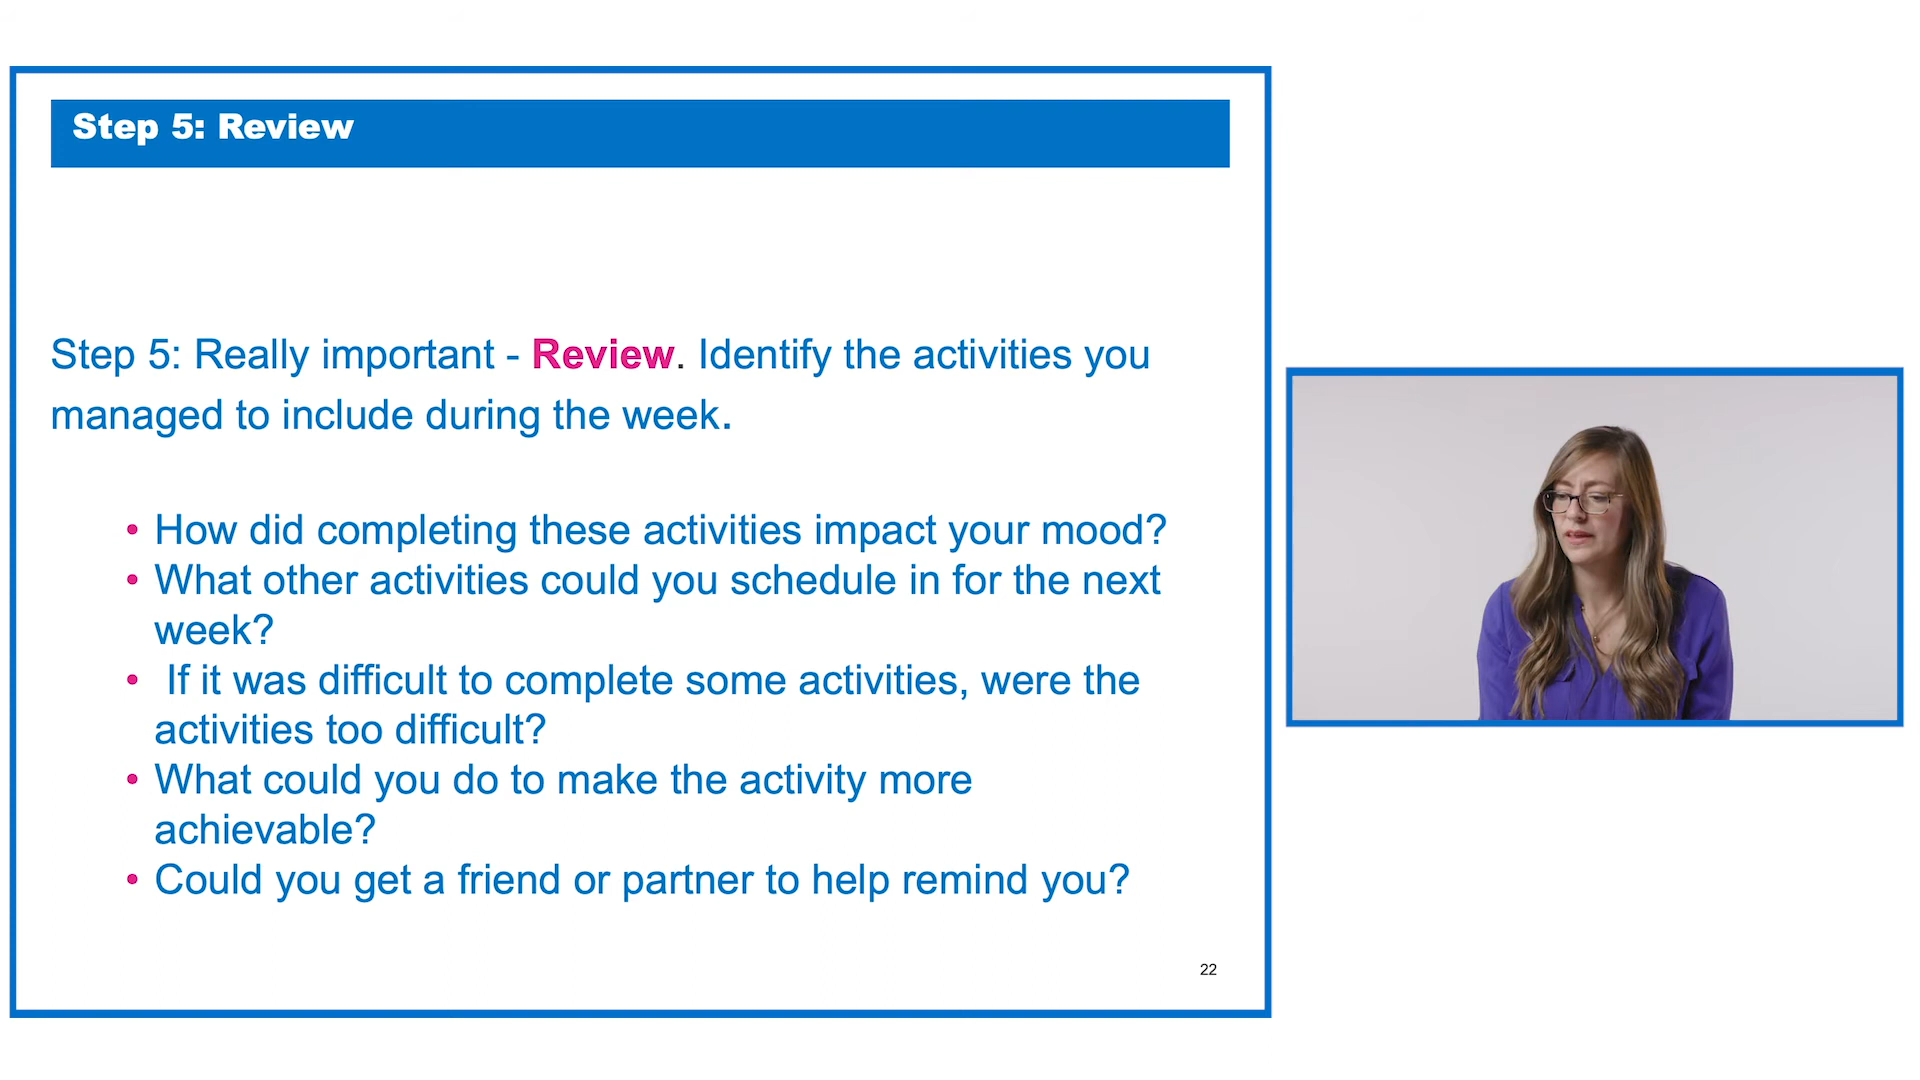 Step 5: Review
Step 5: Really important - Review. Identify the activities you
managed to include during the week.
• How did completing these activities impact your mood?
• What other activities could you schedule in for the next
week?
• If it was difficult to complete some activities, were the
activities too difficult?
• What could you do to make the activity more
achievable?
• Could you get a friend or partner to help remind you?
22